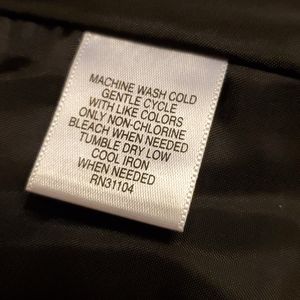 MACHINE WASH COLD
GENTLE CYCLE
WITH LIKE COLORS
ONLY NON-CHLORINE
BLEACH WHEN NEEDED
TUMBLE DRY LOW
COOL IRON
WHEN NEEDED
RN31104